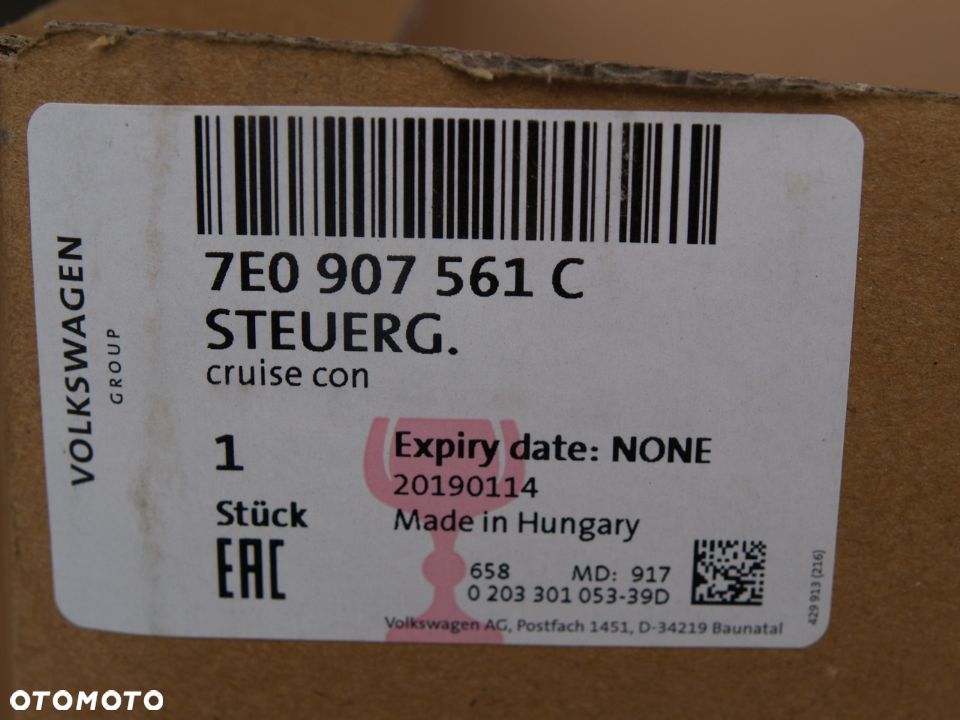 VOLKSWAGEN
GROUP
7E0 907 561 C
STEUERG.
cruise con
1
Stück
EAC
Expiry date: NONE
20190114
Made in Hungary
658 MD: 917
0 203 301 053-39D
Volkswagen AG, Postfach 1451, D-34219 Baunatal
429 913 (216)
OTOMOTO